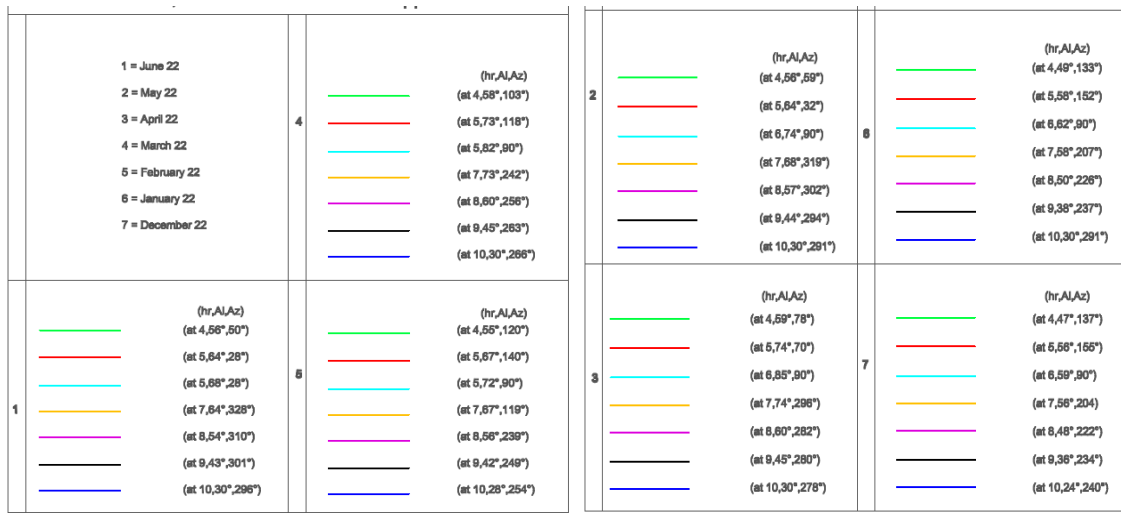 1 = June 22
2 = May 22
3 = April 22
4 = March 22
5 = February 22
6 = January 22
7 = December 22
4
(hr,Al,Az)
(at 4,58°,103°)
(at 5,73°,118°)
(at 5,82°,90°)
(at 7,73°,242°)
(at 8,60°,256°)
(at 9,45°,263°)
(at 10,30°,266°)
1
(hr,Al,Az)
(at 4,56°,50°)
(at 5,64°,28°)
(at 5,68°,28°)
(at 7,64°,328°)
(at 8,54°,310°)
(at 9,43°,301°)
(at 10,30°,296°)
5
(hr,Al,Az)
(at 4,55°,120°)
(at 5,67°,140°)
(at 5,72°,90°)
(at 7,67°,119°)
(at 8,56°,239°)
(at 9,42°,249°)
(at 10,28°,254°)
2
(hr,Al,Az)
(at 4,56°,59°)
(at 5,64°,32°)
(at 6,74°,90°)
(at 7,68°,319°)
(at 8,57°,302°)
(at 9,44°,294°)
(at 10,30°,291°)
6
(hr,Al,Az)
(at 4,49°,133°)
(at 5,58°,152°)
(at 6,62°,90°)
(at 7,58°,207°)
(at 8,50°,226°)
(at 9,38°,237°)
(at 10,30°,291°)
3
(hr,Al,Az)
(at 4,59°,78°)
(at 5,74°,70°)
(at 6,85°,90°)
(at 7,74°,296°)
(at 8,60°,282°)
(at 9,45°,280°)
(at 10,30°,278°)
7
(hr,Al,Az)
(at 4,47°,137°)
(at 5,56°,155°)
(at 6,59°,90°)
(at 7,56°,204)
(at 8,48°,222°)
(at 9,36°,234°)
(at 10,24°,240°)